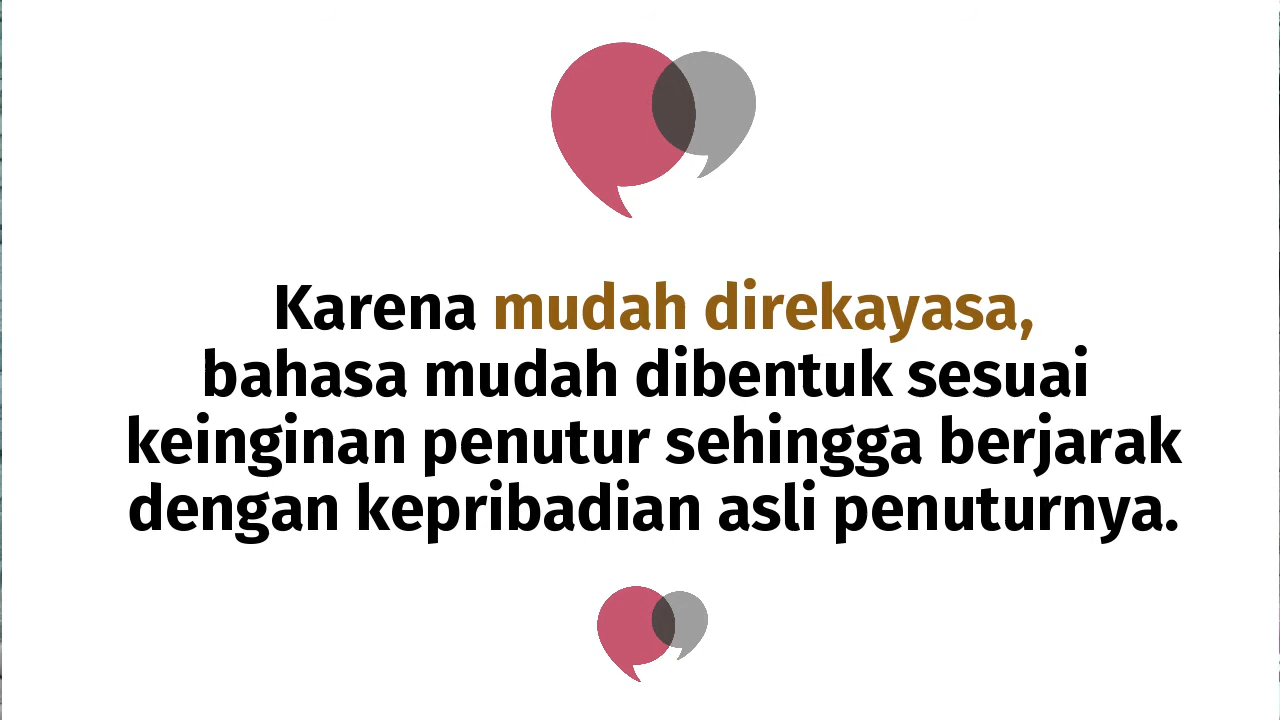 Karena mudah direkayasa,
bahasa mudah dibentuk sesuai
keinginan penutur sehingga berjarak
dengan kepribadian asli penuturnya.